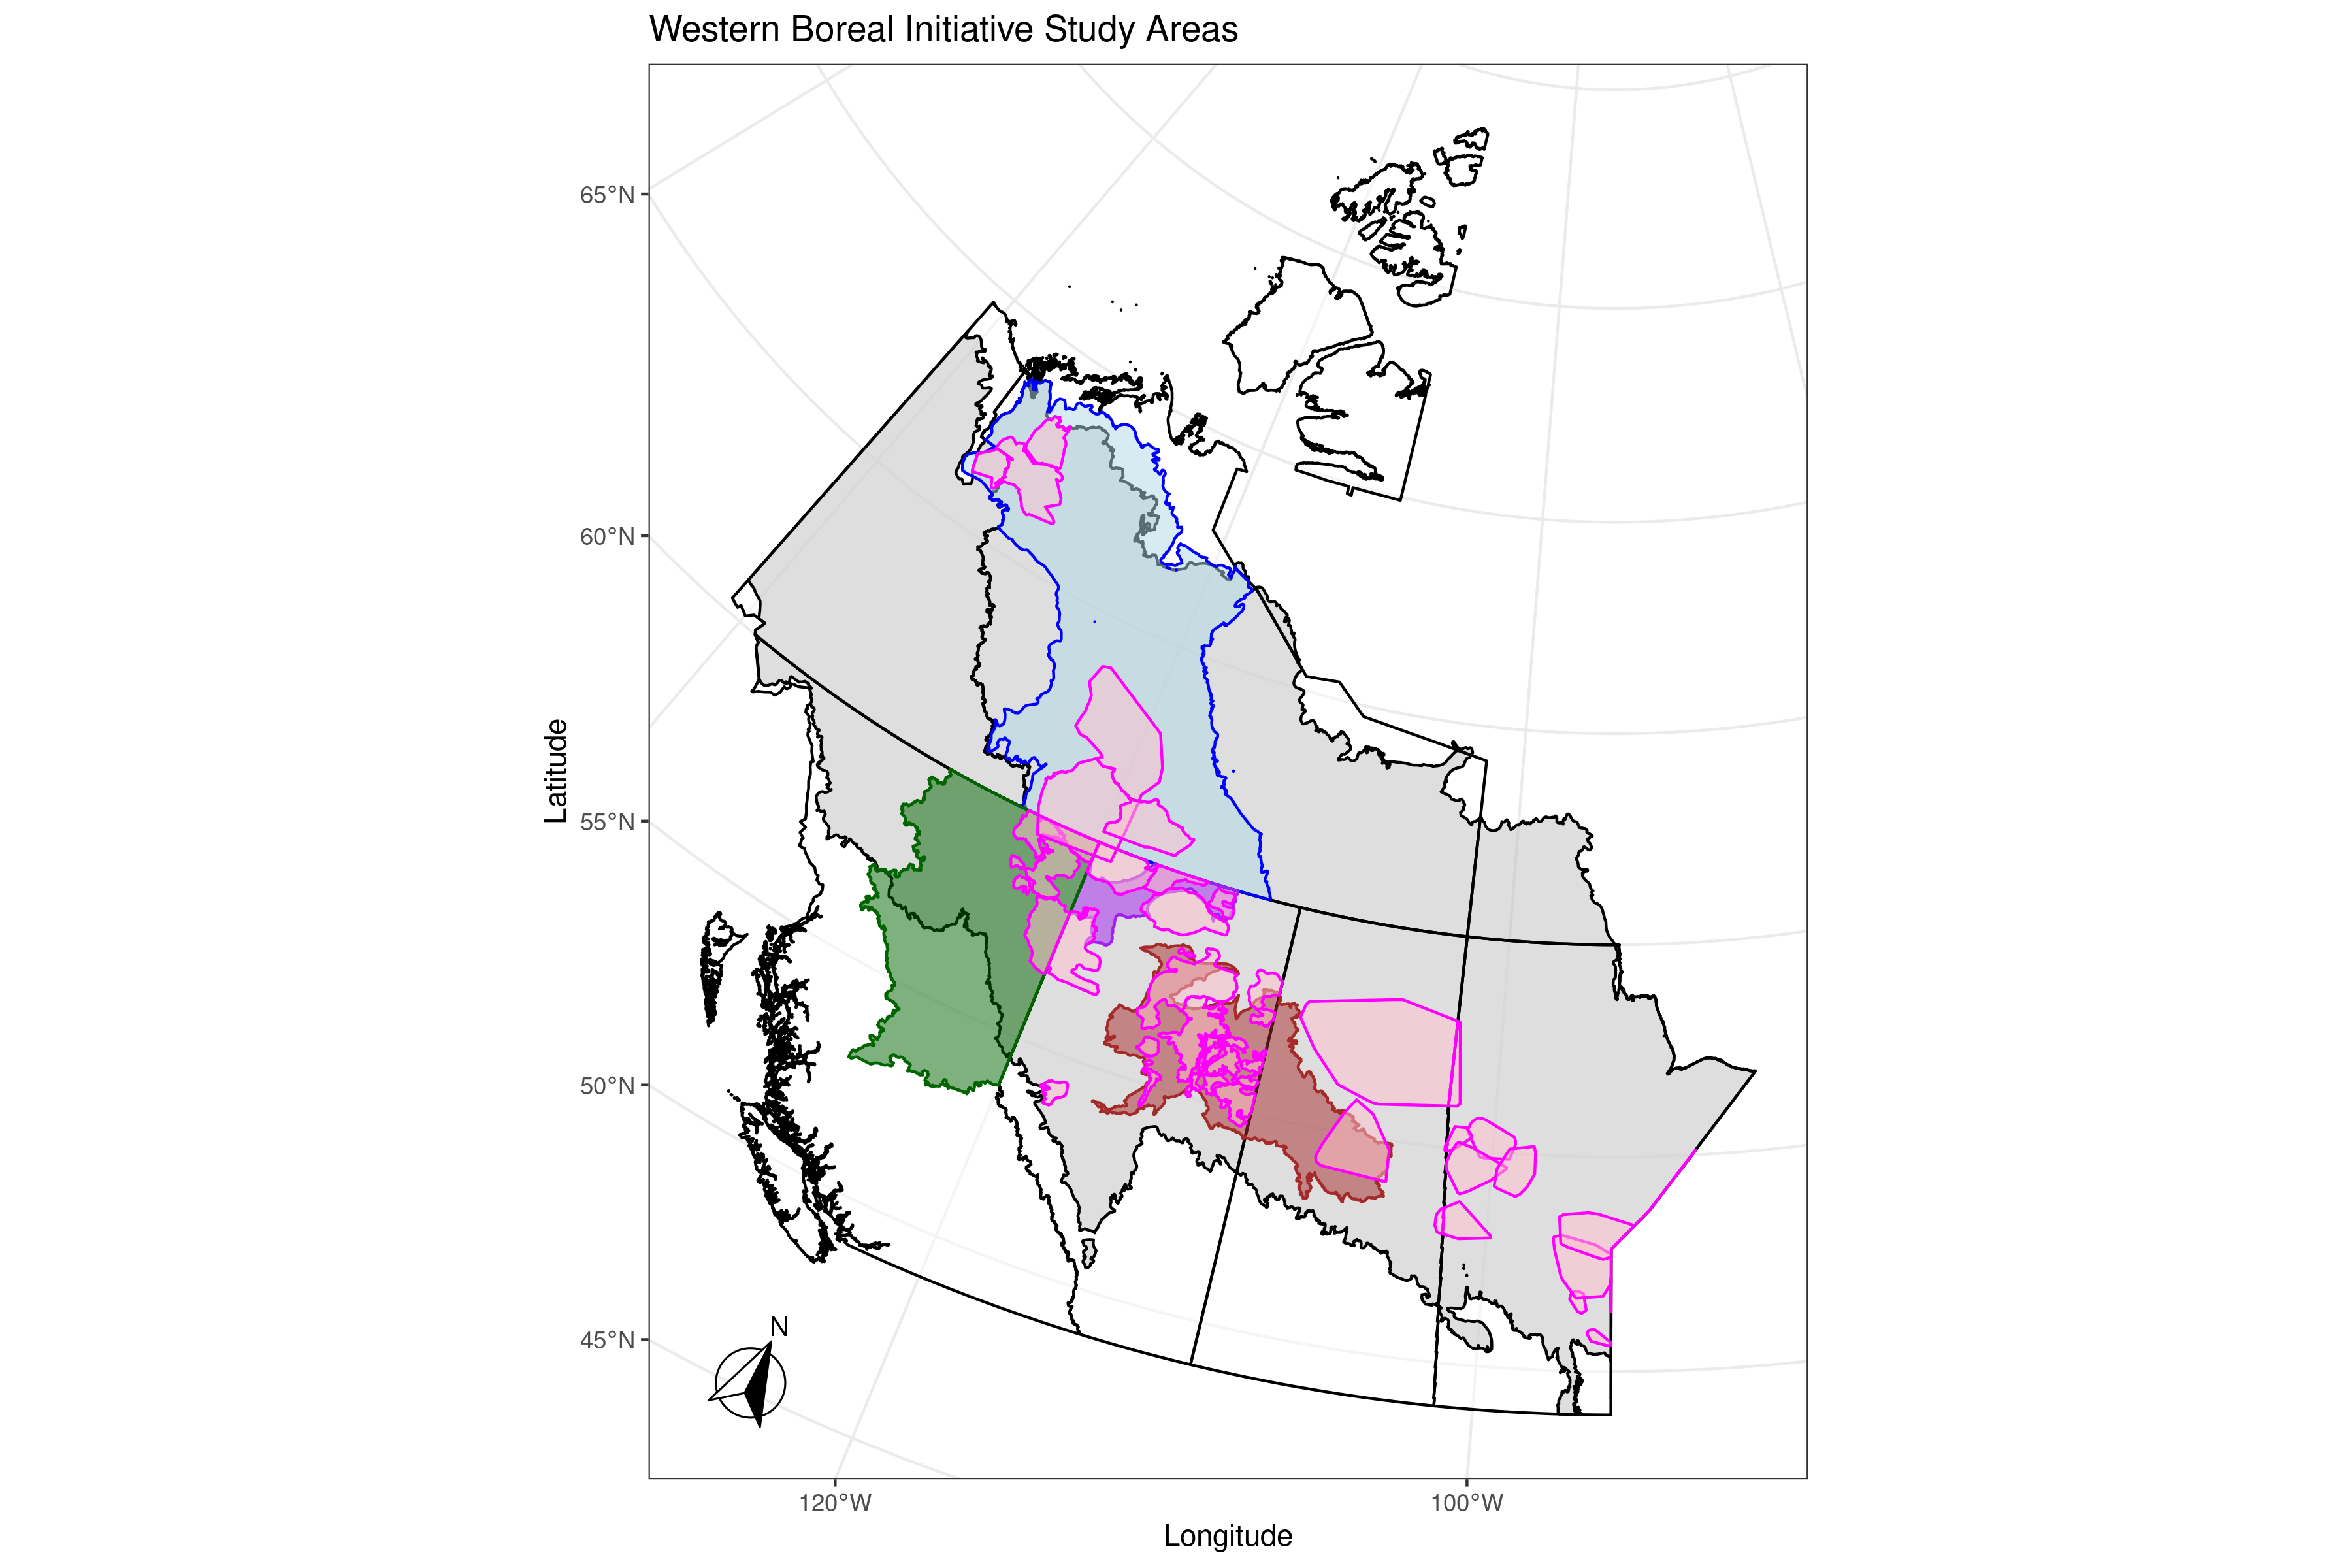 Western Boreal Initiative Study Areas
65°N
60°N
55°N
50°N
45°N
Latitude
N
120°W
100°W
Longitude